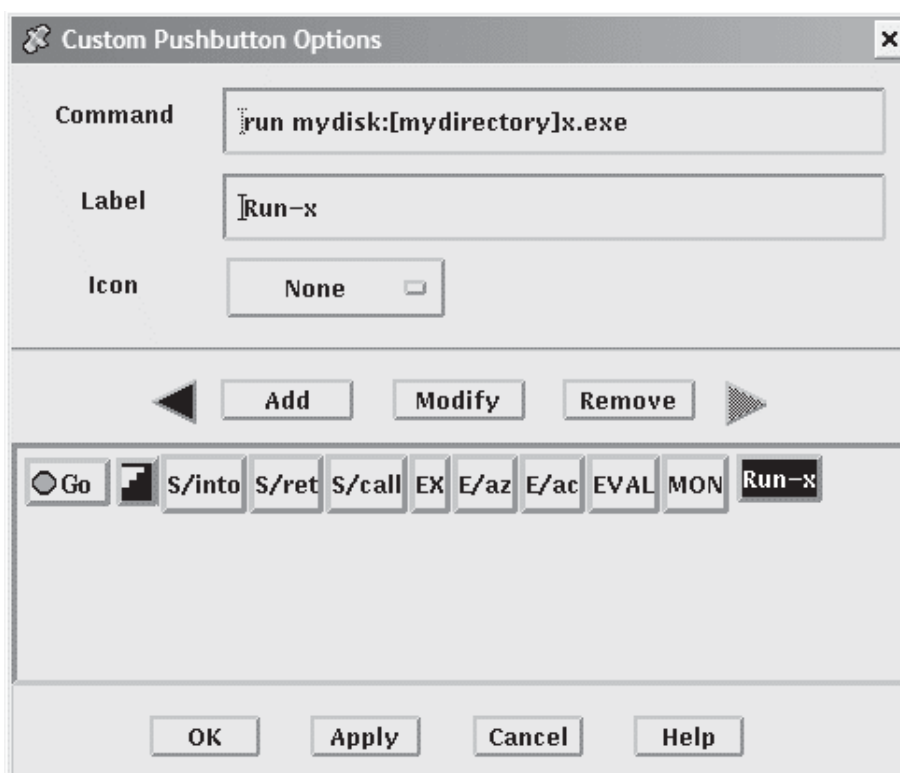 Custom Pushbutton Options
Command run mydisk:[mydirectory]x.exe
Label Run-x
Icon None
Add Modify Remove
Go S/into S/ret S/call EX E/az E/ac EVAL MON Run-x
OK Apply Cancel Help